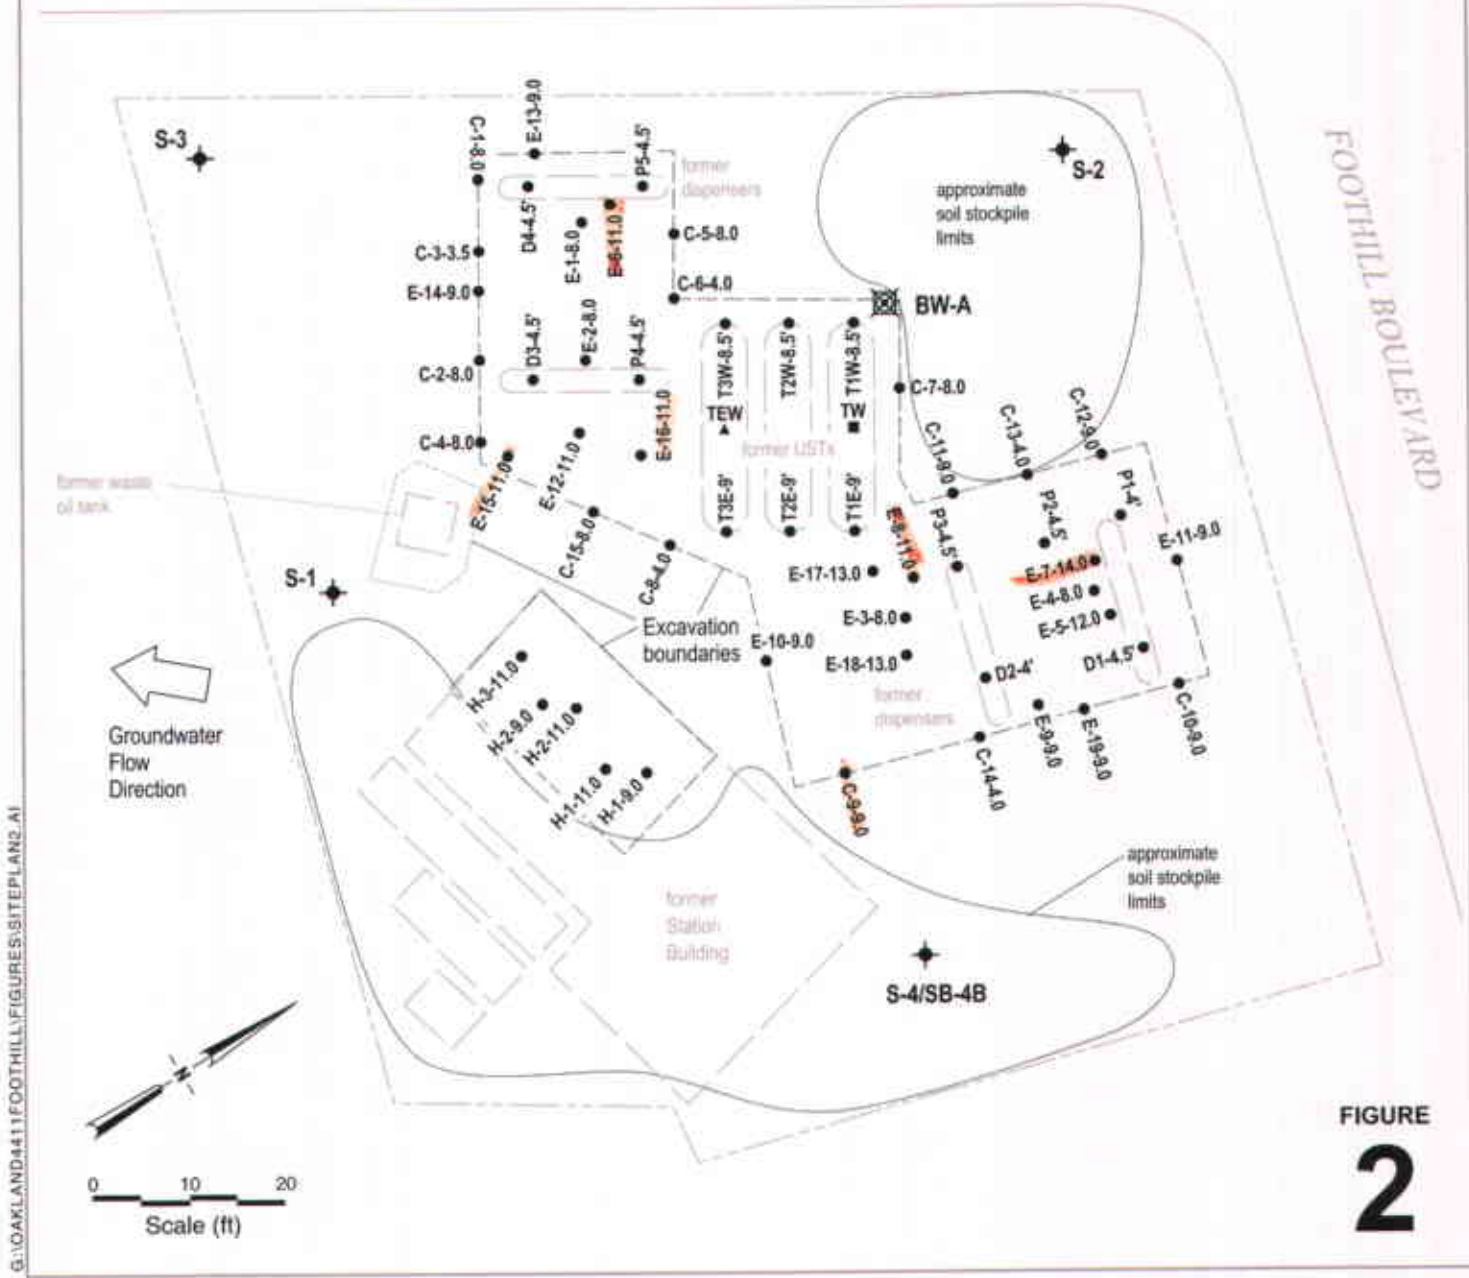 S-3
C-1-8.0
E-13-9.0
P5-4.5'
former
dispensers
S-2
FOOTHILL BOULEVARD
approximate
soil stockpile
limits
D4-4.5'
E-1-8.0
E-6-11.0
C-5-8.0
C-3-3.5
E-14-9.0
C-6-4.0
BW-A
D3-4.5'
E-2-8.0
P4-4.5'
T3W-8.5'
T2W-8.5'
T1W-8.5'
C-2-8.0
C-7-8.0
TEW
TW
C-4-8.0
E-16-11.0
former USTs
C-11-9.0
C-13-4.0
C-12-9.0
former waste
oil tank
E-15-11.0
E-12-11.0
T3E-9'
T2E-9'
T1E-9'
E-8-11.0
P3-4.5'
P2-4.5'
P1-4'
C-15-8.0
C-8-4.0
E-11-9.0
S-1
E-17-13.0
E-7-14.0
E-4-8.0
E-3-8.0
E-5-12.0
Excavation
boundaries
E-10-9.0
E-18-13.0
D1-4.5'
D2-4'
H-3-11.0
H-2-9.0
H-2-11.0
H-1-11.0
H-1-9.0
former
dispensers
E-9-9.0
E-19-9.0
C-10-9.0
C-14-4.0
C-9-9.0
Groundwater
Flow
Direction
approximate
soil stockpile
limits
former
Station
Building
S-4/SB-4B
N
0 10 20
Scale (ft)
FIGURE
2
G:\OAKLAND4411FOOTHILL\FIGURES\SITEPLAN2.AI